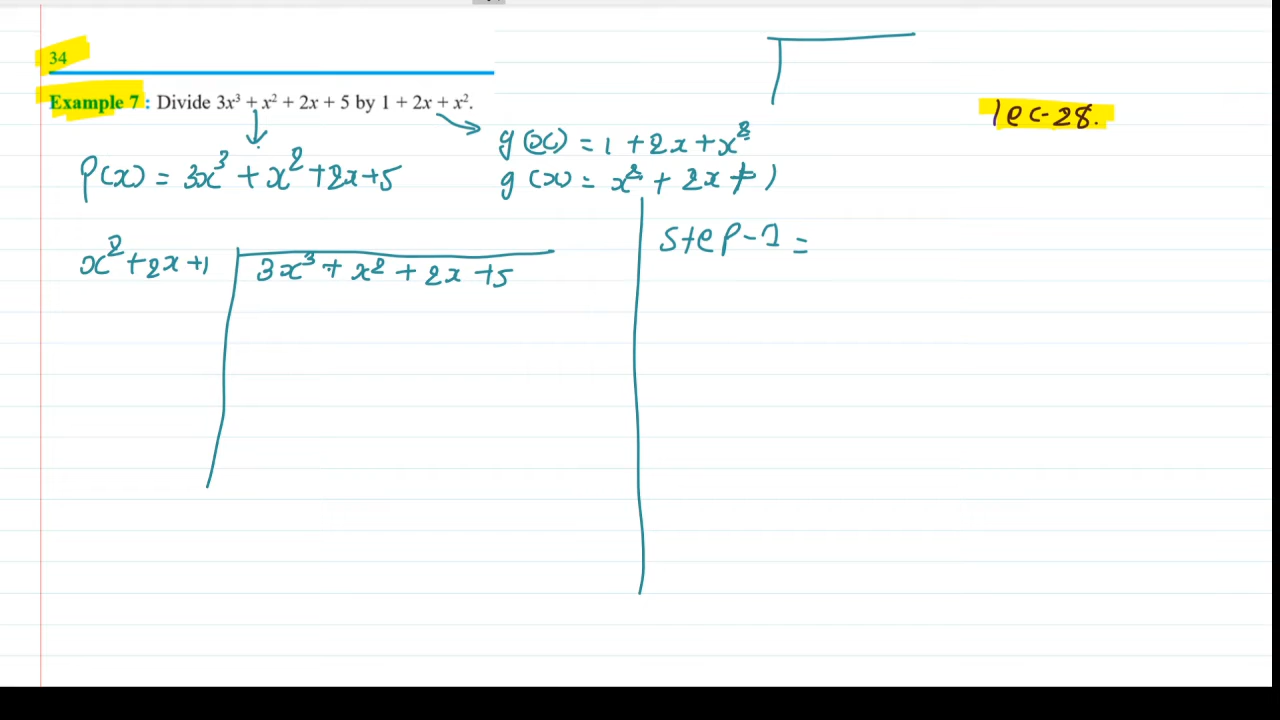 34
Example 7 : Divide 3x³ + x² + 2x + 5 by 1 + 2x + x².
lec-28.
g(x) = 1 + 2x + x²
p(x) = 3x³ + x² + 2x + 5
g(x) = x² + 2x + 1
step-1 =
x² + 2x + 1
3x³ + x² + 2x + 5